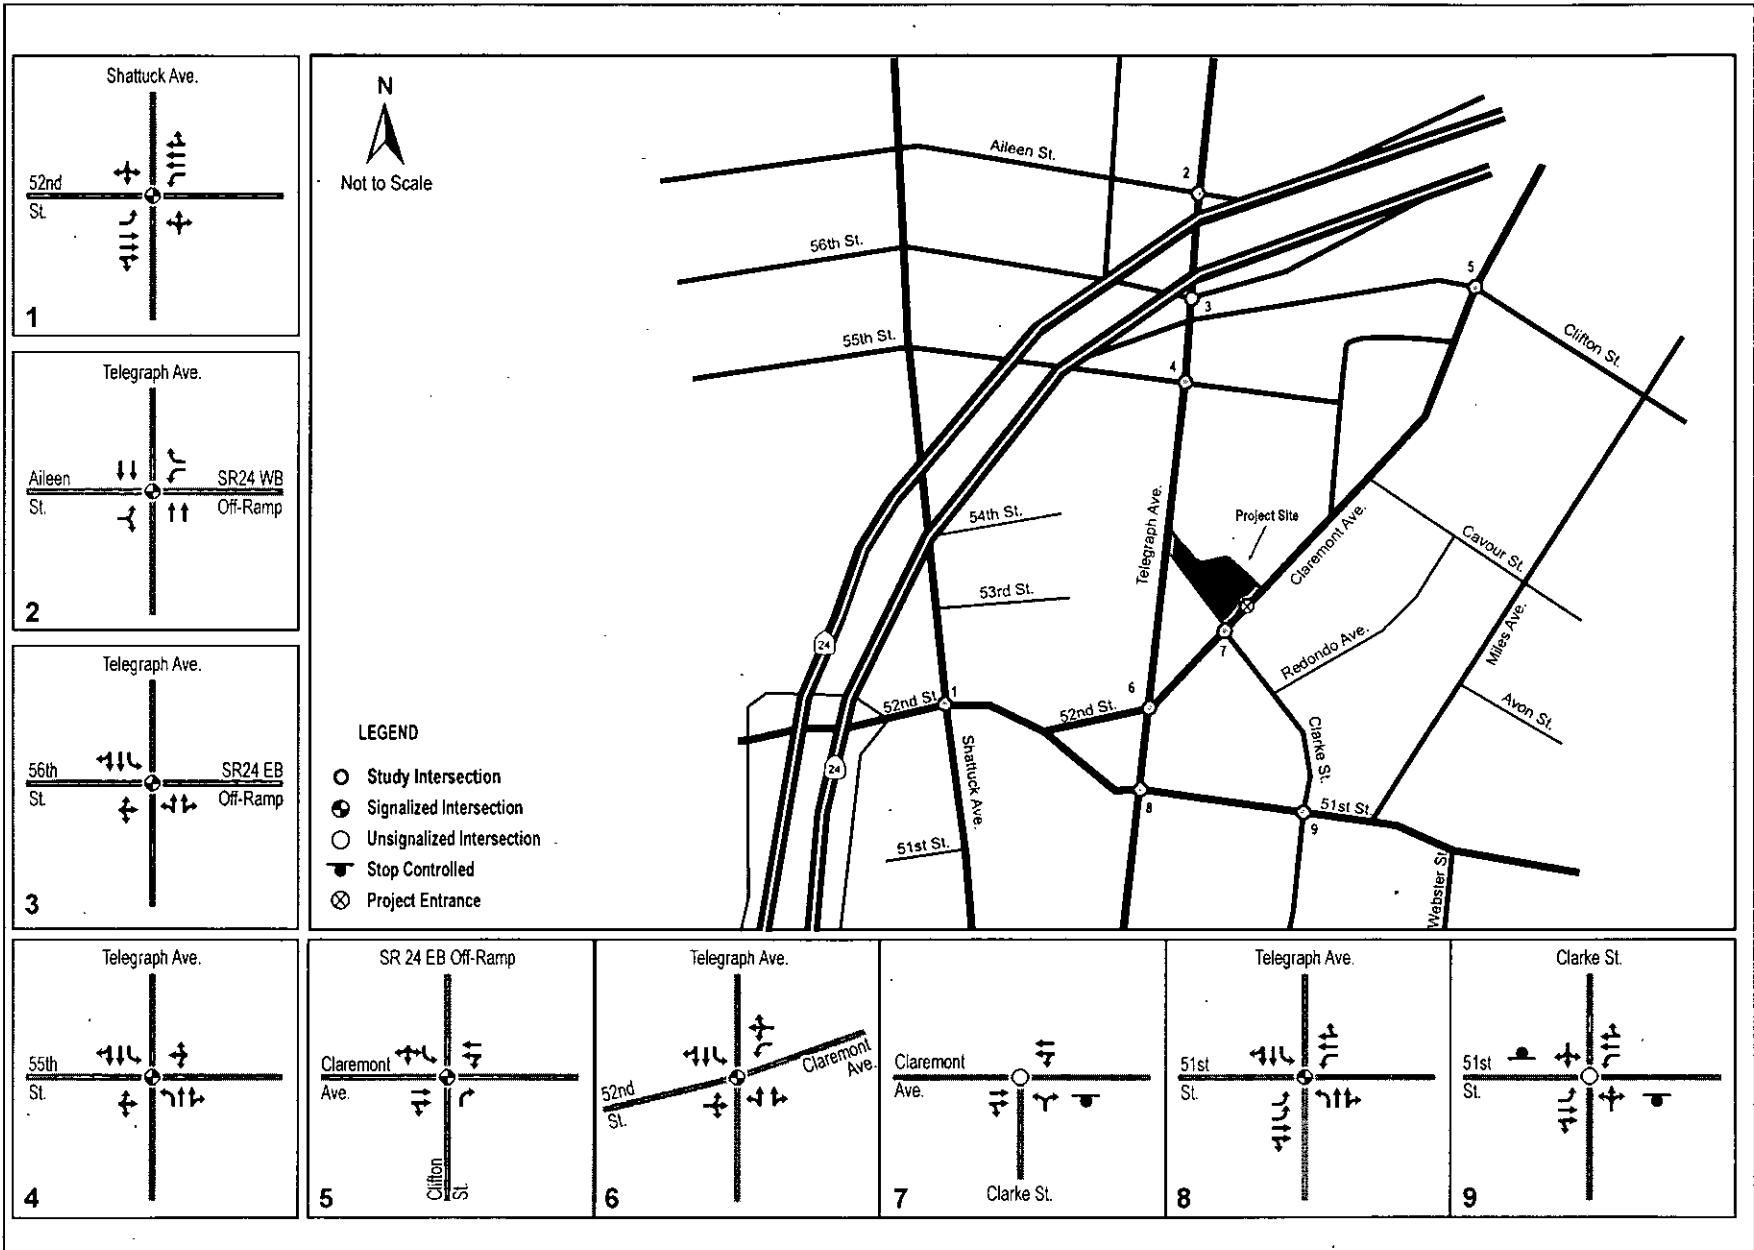 Shattuck Ave.
52nd
St.
1
Telegraph Ave.
Aileen
St.
SR24 WB
Off-Ramp
2
Telegraph Ave.
56th
St.
SR24 EB
Off-Ramp
3
Telegraph Ave.
55th
St.
4
N
Not to Scale
Aileen St.
2
56th St.
3
5
55th St.
4
Clifton St.
54th St.
Telegraph Ave.
Project Site
Claremont Ave.
Cavour St.
53rd St.
Miles Ave.
Redondo Ave.
7
24
52nd St.
1
52nd St.
6
Avon St.
Clarke St.
Shattuck Ave.
24
8
51st St.
9
51st St.
Webster St.
LEGEND
Study Intersection
Signalized Intersection
Unsignalized Intersection
Stop Controlled
Project Entrance
SR 24 EB Off-Ramp
Claremont
Ave.
Clifton
St.
5
Telegraph Ave.
52nd
St.
Claremont
Ave.
6
Claremont
Ave.
Clarke St.
7
Telegraph Ave.
51st
St.
8
Clarke St.
51st
St.
9